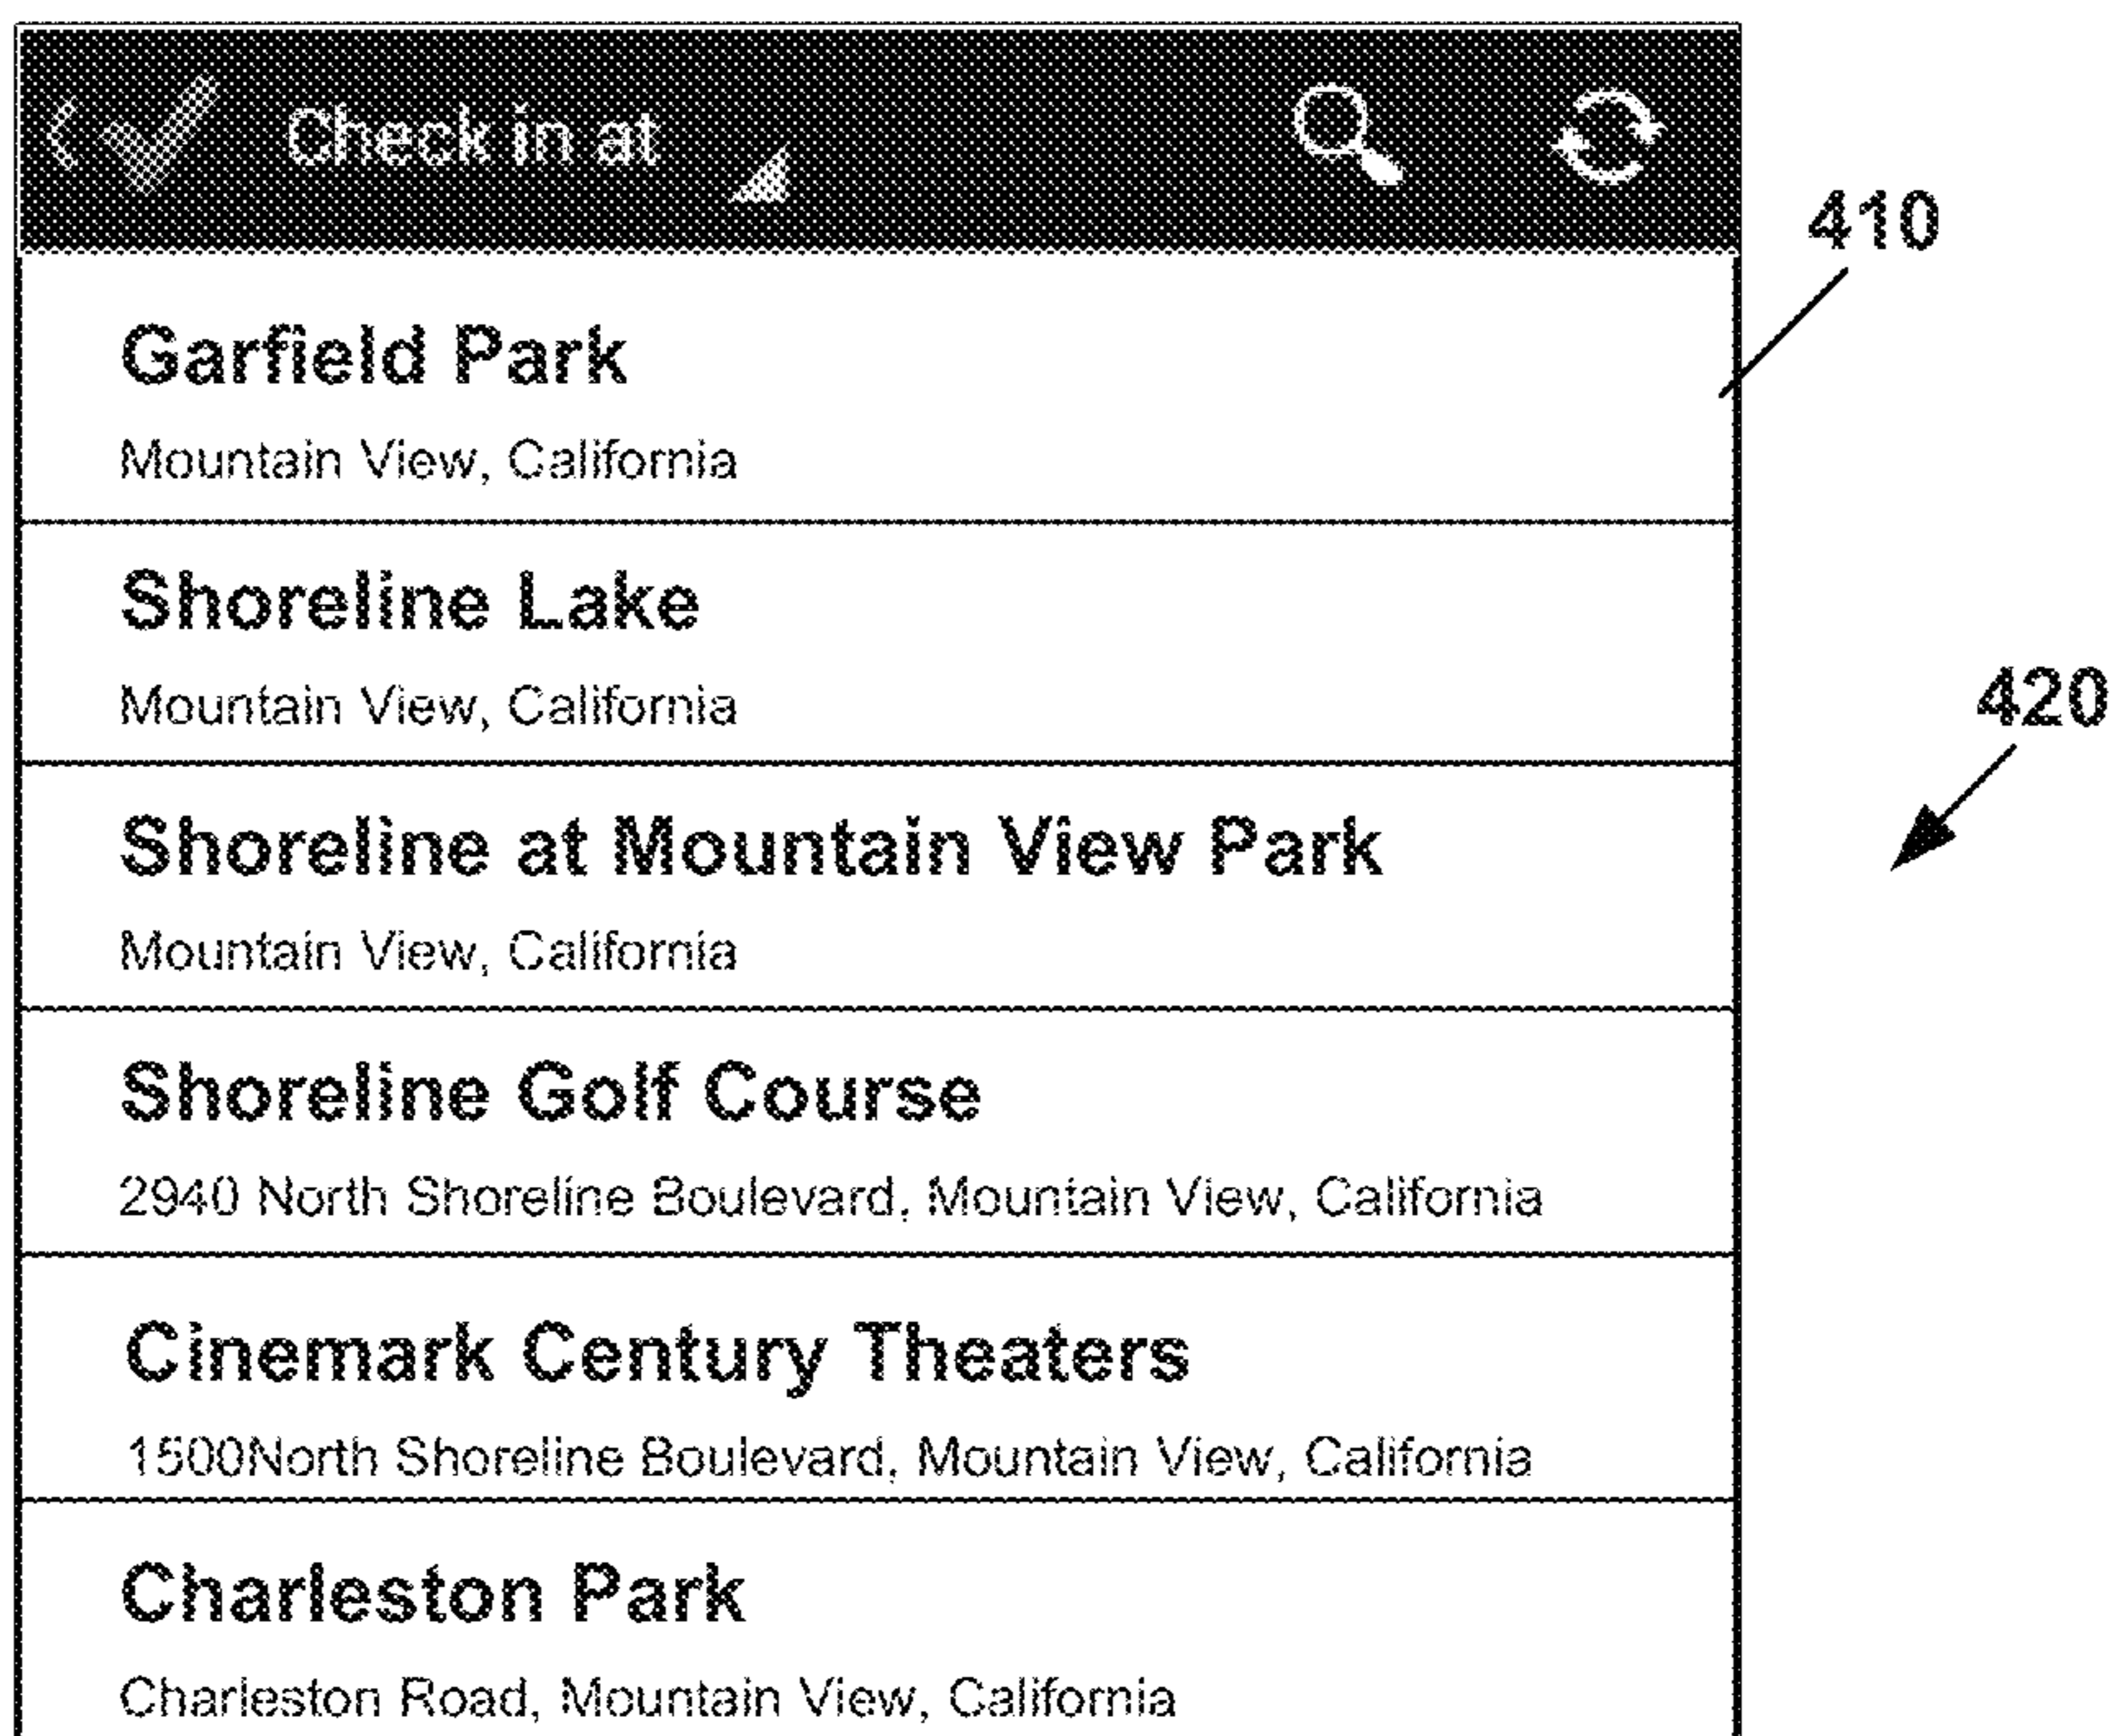 Check in at
410
Garfield Park
Mountain View, California
Shoreline Lake
Mountain View, California
420
Shoreline at Mountain View Park
Mountain View, California
Shoreline Golf Course
2940 North Shoreline Boulevard, Mountain View, California
Cinemark Century Theaters
1500North Shoreline Boulevard, Mountain View, California
Charleston Park
Charleston Road, Mountain View, California